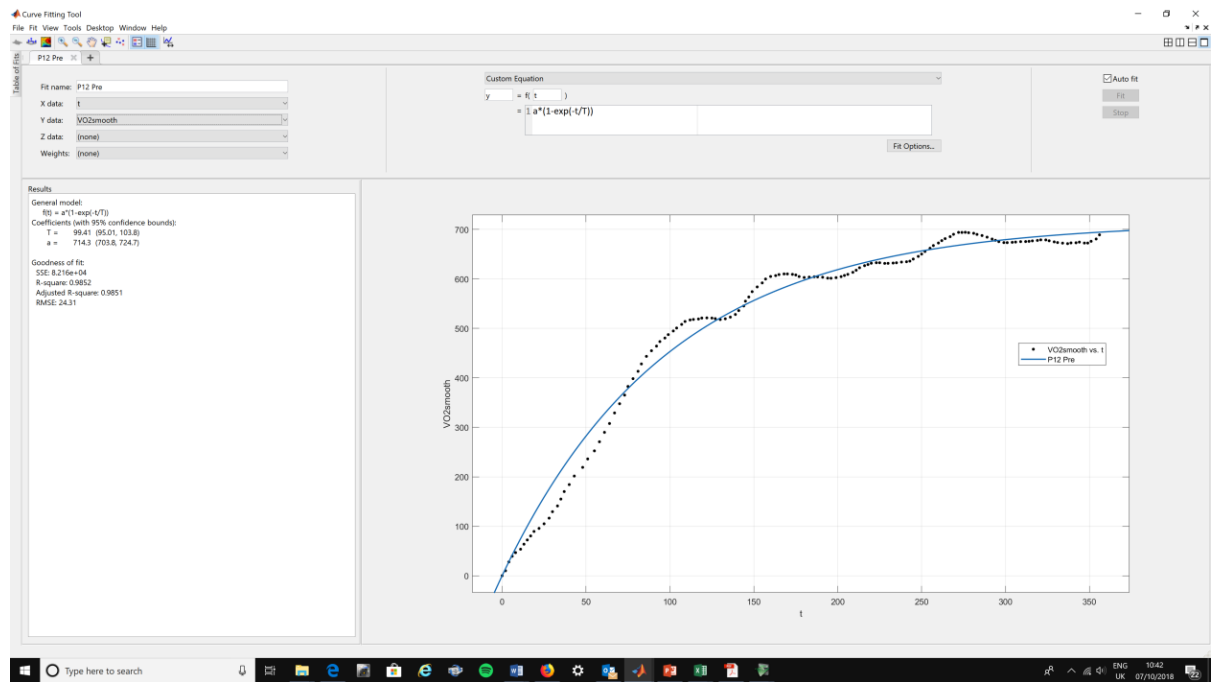 Curve Fitting Tool
File Fit View Tools Desktop Window Help
Table of Fits
P12 Pre
Fit name: P12 Pre
X data: t
Y data: VO2smooth
Z data: (none)
Weights: (none)
Custom Equation
y = f( t )
= 1 a*(1-exp(-t/T))
Fit Options...
Auto fit
Fit
Stop
Results
General model:
f(t) = a*(1-exp(-t/T))
Coefficients (with 95% confidence bounds):
T = 99.41 (95.01, 103.8)
a = 714.3 (703.8, 724.7)
Goodness of fit:
SSE: 8.216e+04
R-square: 0.9852
Adjusted R-square: 0.9851
RMSE: 24.31
700
600
500
400
300
200
100
0
VO2smooth
0 50 100 150 200 250 300 350
t
VO2smooth vs. t
P12 Pre
Type here to search
ENG
UK
10:42
07/10/2018
22